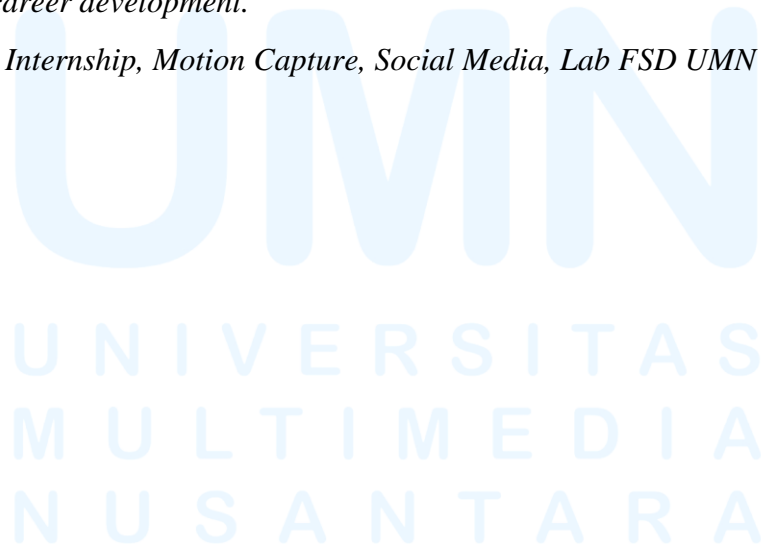 career development.
Internship, Motion Capture, Social Media, Lab FSD UMN
UMN
UNIVERSITAS
MULTIMEDIA
NUSANTARA